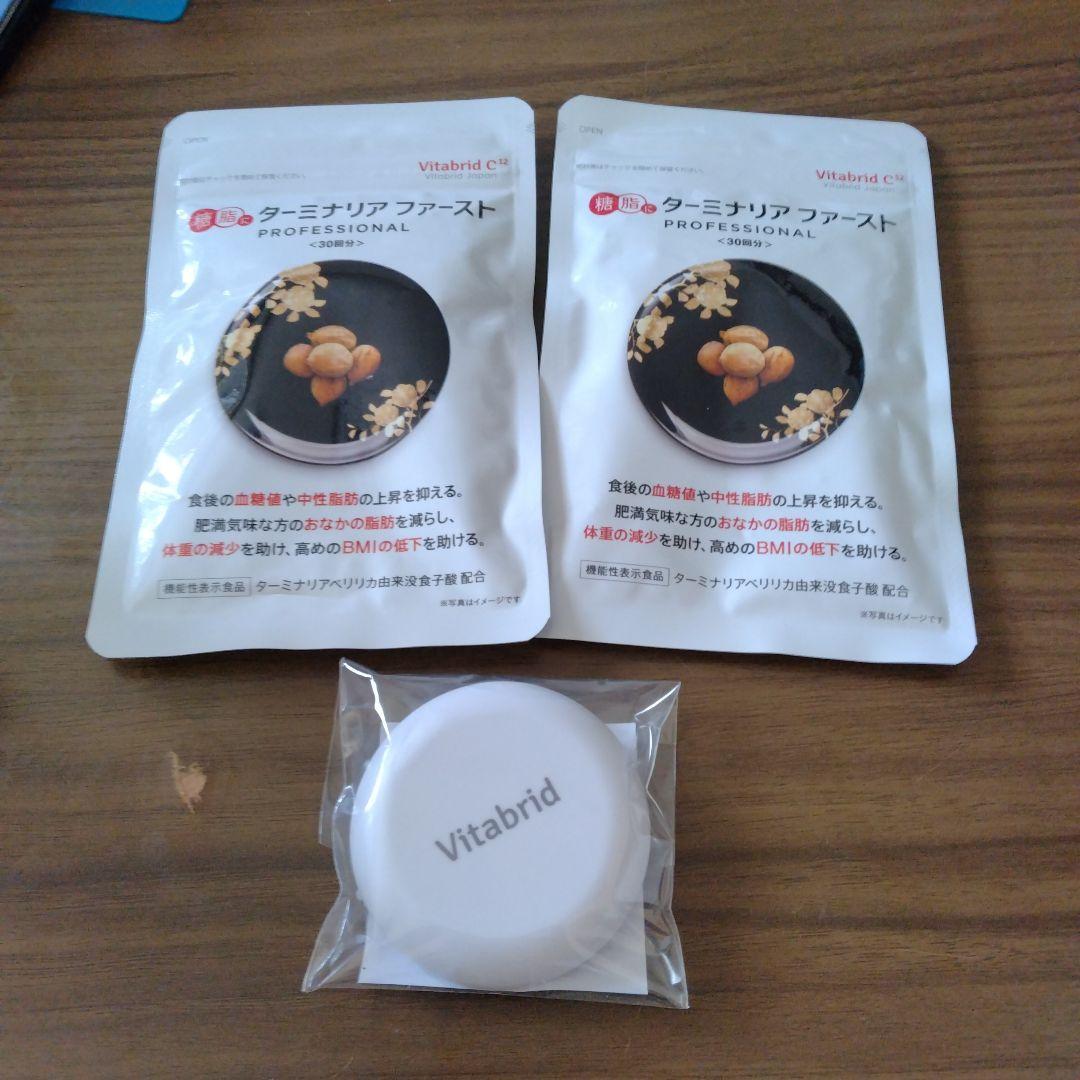 OPEN
Vitabrid C¹²
Vitabrid Japan
糖 脂 に ターミナリア ファースト
PROFESSIONAL
<30回分>
食後の血糖値や中性脂肪の上昇を抑える。
肥満気味な方のおなかの脂肪を減らし、
体重の減少を助け、高めのBMIの低下を助ける。
機能性表示食品 ターミナリアベリリカ由来没食子酸 配合
※写真はイメージです
OPEN
Vitabrid C¹²
Vitabrid Japan
糖 脂 に ターミナリア ファースト
PROFESSIONAL
<30回分>
食後の血糖値や中性脂肪の上昇を抑える。
肥満気味な方のおなかの脂肪を減らし、
体重の減少を助け、高めのBMIの低下を助ける。
機能性表示食品 ターミナリアベリリカ由来没食子酸 配合
※写真はイメージです
Vitabrid